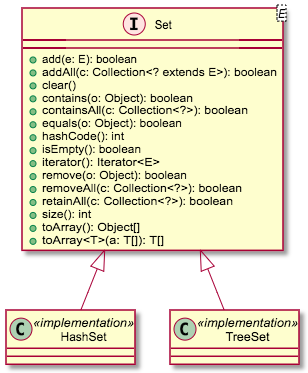 E
I Set
add(e: E): boolean
addAll(c: Collection<? extends E>): boolean
clear()
contains(o: Object): boolean
containsAll(c: Collection<?>): boolean
equals(o: Object): boolean
hashCode(): int
isEmpty(): boolean
iterator(): Iterator<E>
remove(o: Object): boolean
removeAll(c: Collection<?>): boolean
retainAll(c: Collection<?>): boolean
size(): int
toArray(): Object[]
toArray<T>(a: T[]): T[]
C «implementation»
HashSet
C «implementation»
TreeSet